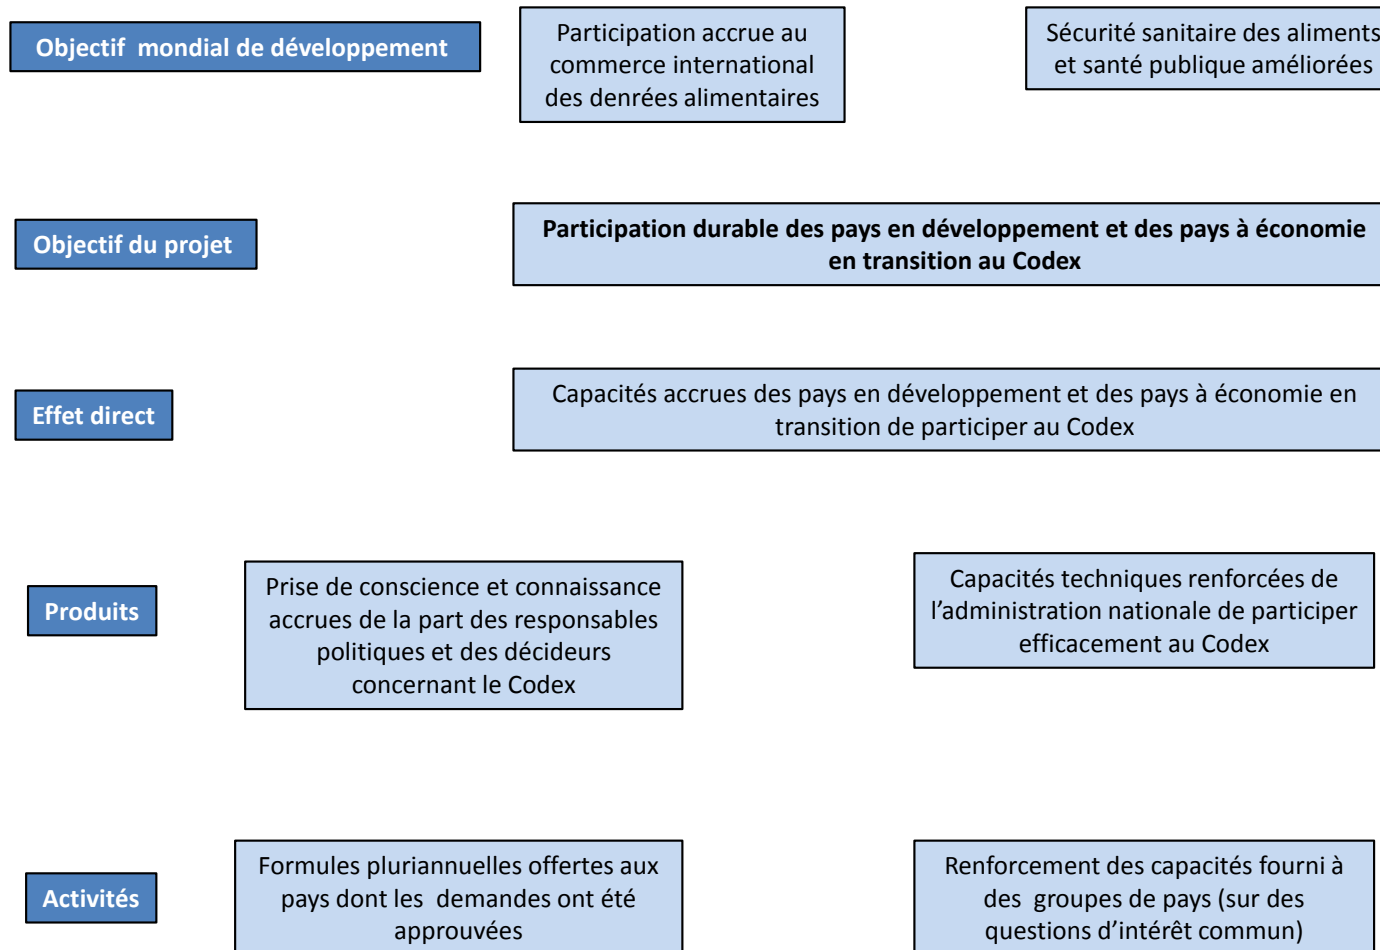 Objectif  mondial de développement
Participation accrue au
commerce international
des denrées alimentaires
Sécurité sanitaire des aliments
et santé publique améliorées
Objectif du projet
Participation durable des pays en développement et des pays à économie
en transition au Codex
Effet direct
Capacités accrues des pays en développement et des pays à économie en
transition de participer au Codex
Produits
Prise de conscience et connaissance
accrues de la part des responsables
politiques et des décideurs
concernant le Codex
Capacités techniques renforcées de
l’administration nationale de participer
efficacement au Codex
Activités
Formules pluriannuelles offertes aux
pays dont les  demandes ont été
approuvées
Renforcement des capacités fourni à
des  groupes de pays (sur des
questions d’intérêt commun)